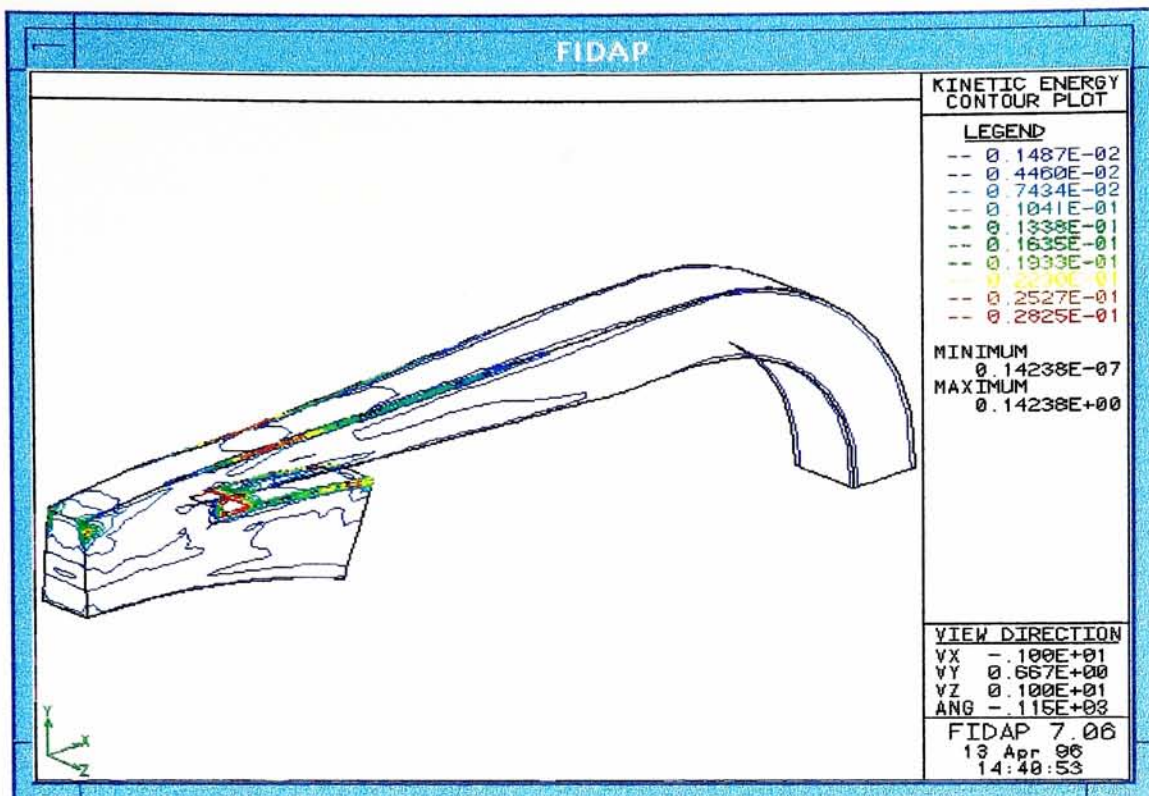 FIDAP
KINETIC ENERGY
CONTOUR PLOT
LEGEND
-- 0.1487E-02
-- 0.4460E-02
-- 0.7434E-02
-- 0.1041E-01
-- 0.1338E-01
-- 0.1635E-01
-- 0.1933E-01
-- 0.2230E-01
-- 0.2527E-01
-- 0.2825E-01
MINIMUM
0.14238E-07
MAXIMUM
0.14238E+00
VIEW DIRECTION
VX -.100E+01
VY 0.667E+00
VZ 0.100E+01
ANG -.115E+03
FIDAP 7.06
13 Apr 96
14:40:53
Y
X
Z